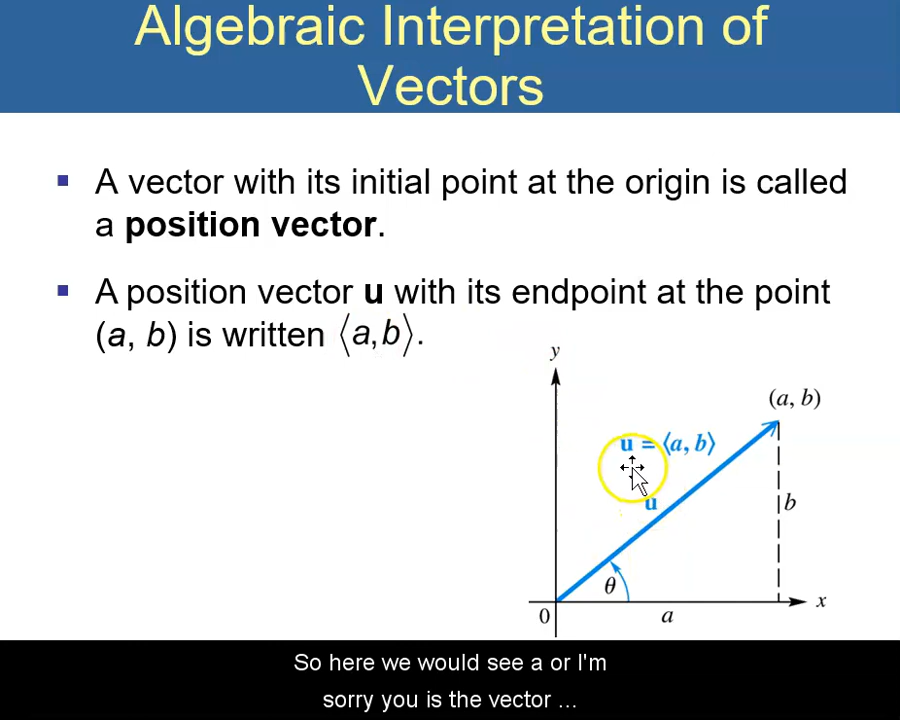 Algebraic Interpretation of
Vectors
▪ A vector with its initial point at the origin is called
a position vector.
▪ A position vector u with its endpoint at the point
(a, b) is written ⟨a,b⟩.
y
(a, b)
u = ⟨a, b⟩
u
b
θ
0
a
x
So here we would see a or I'm
sorry you is the vector ...